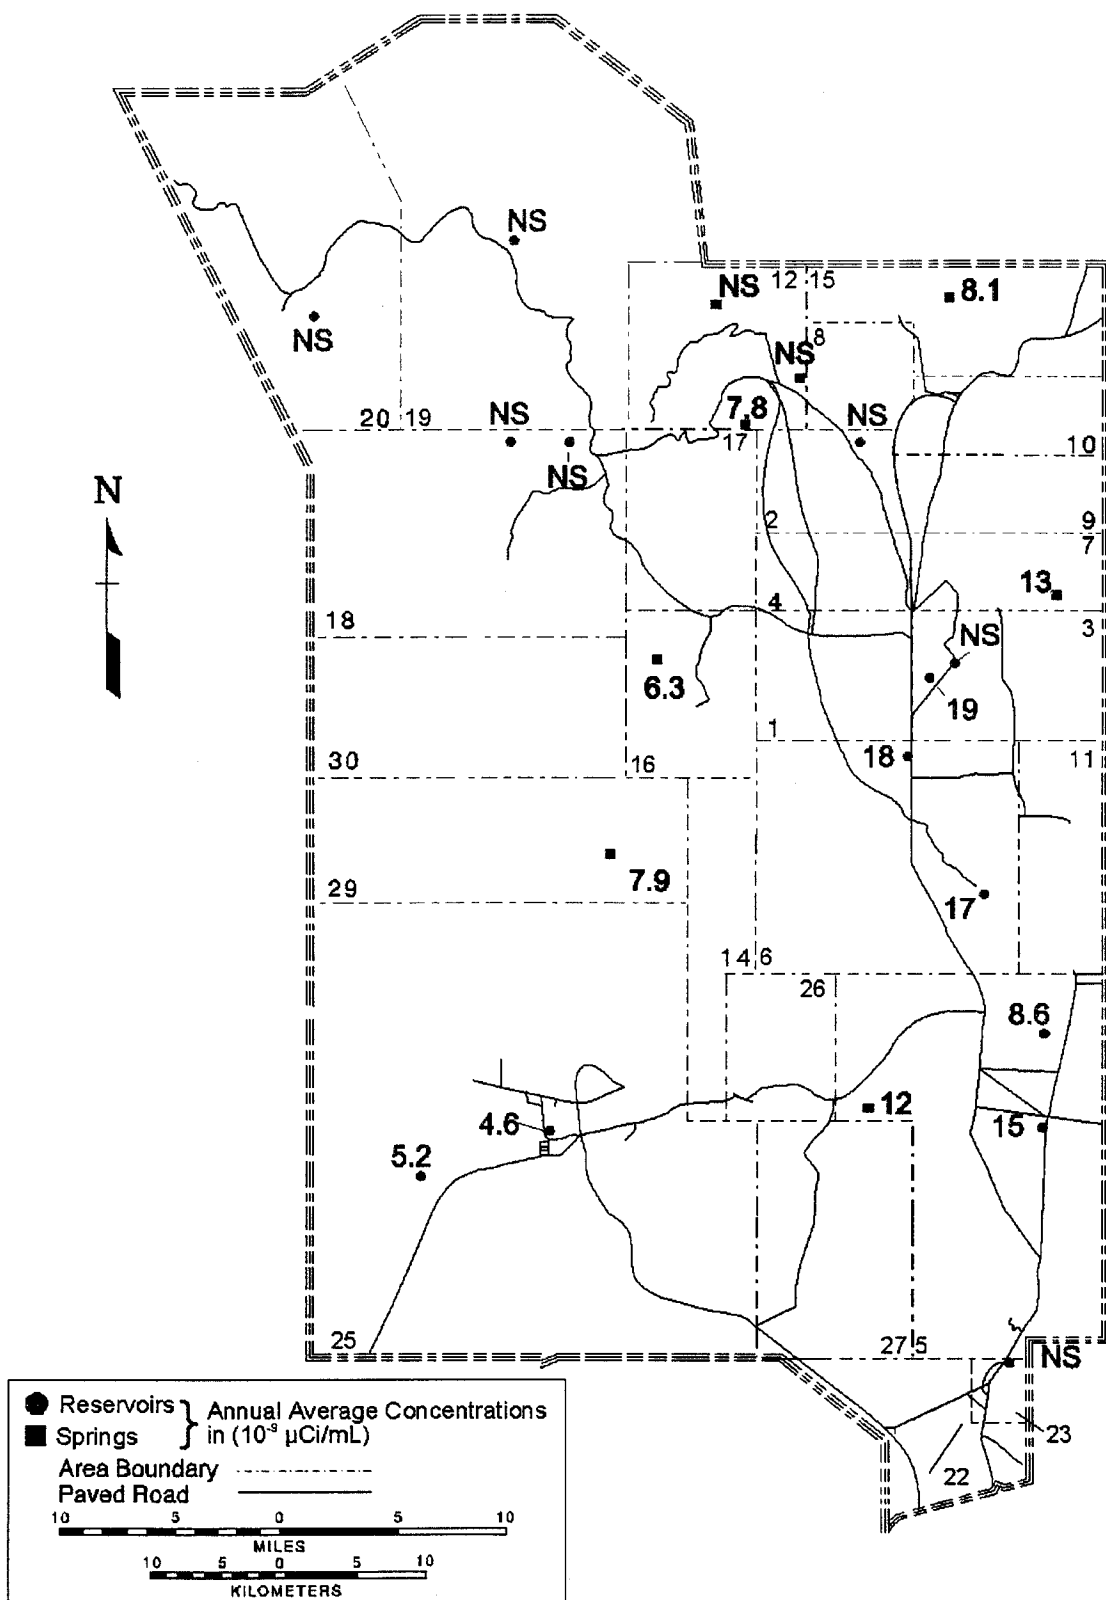 NS
NS
12 15
NS
8.1
8
NS
7.8
NS
NS
20 19
17
10
NS
N
2
9
7
13
4
18
3
NS
6.3
19
1
18
11
30
16
7.9
29
17
14 6
26
8.6
12
4.6
15
5.2
25
27 5
NS
23
22
Reservoirs
Springs
} Annual Average Concentrations
in (10⁻⁹ µCi/mL)
Area Boundary
Paved Road
10 5 0 5 10
MILES
10 5 0 5 10
KILOMETERS